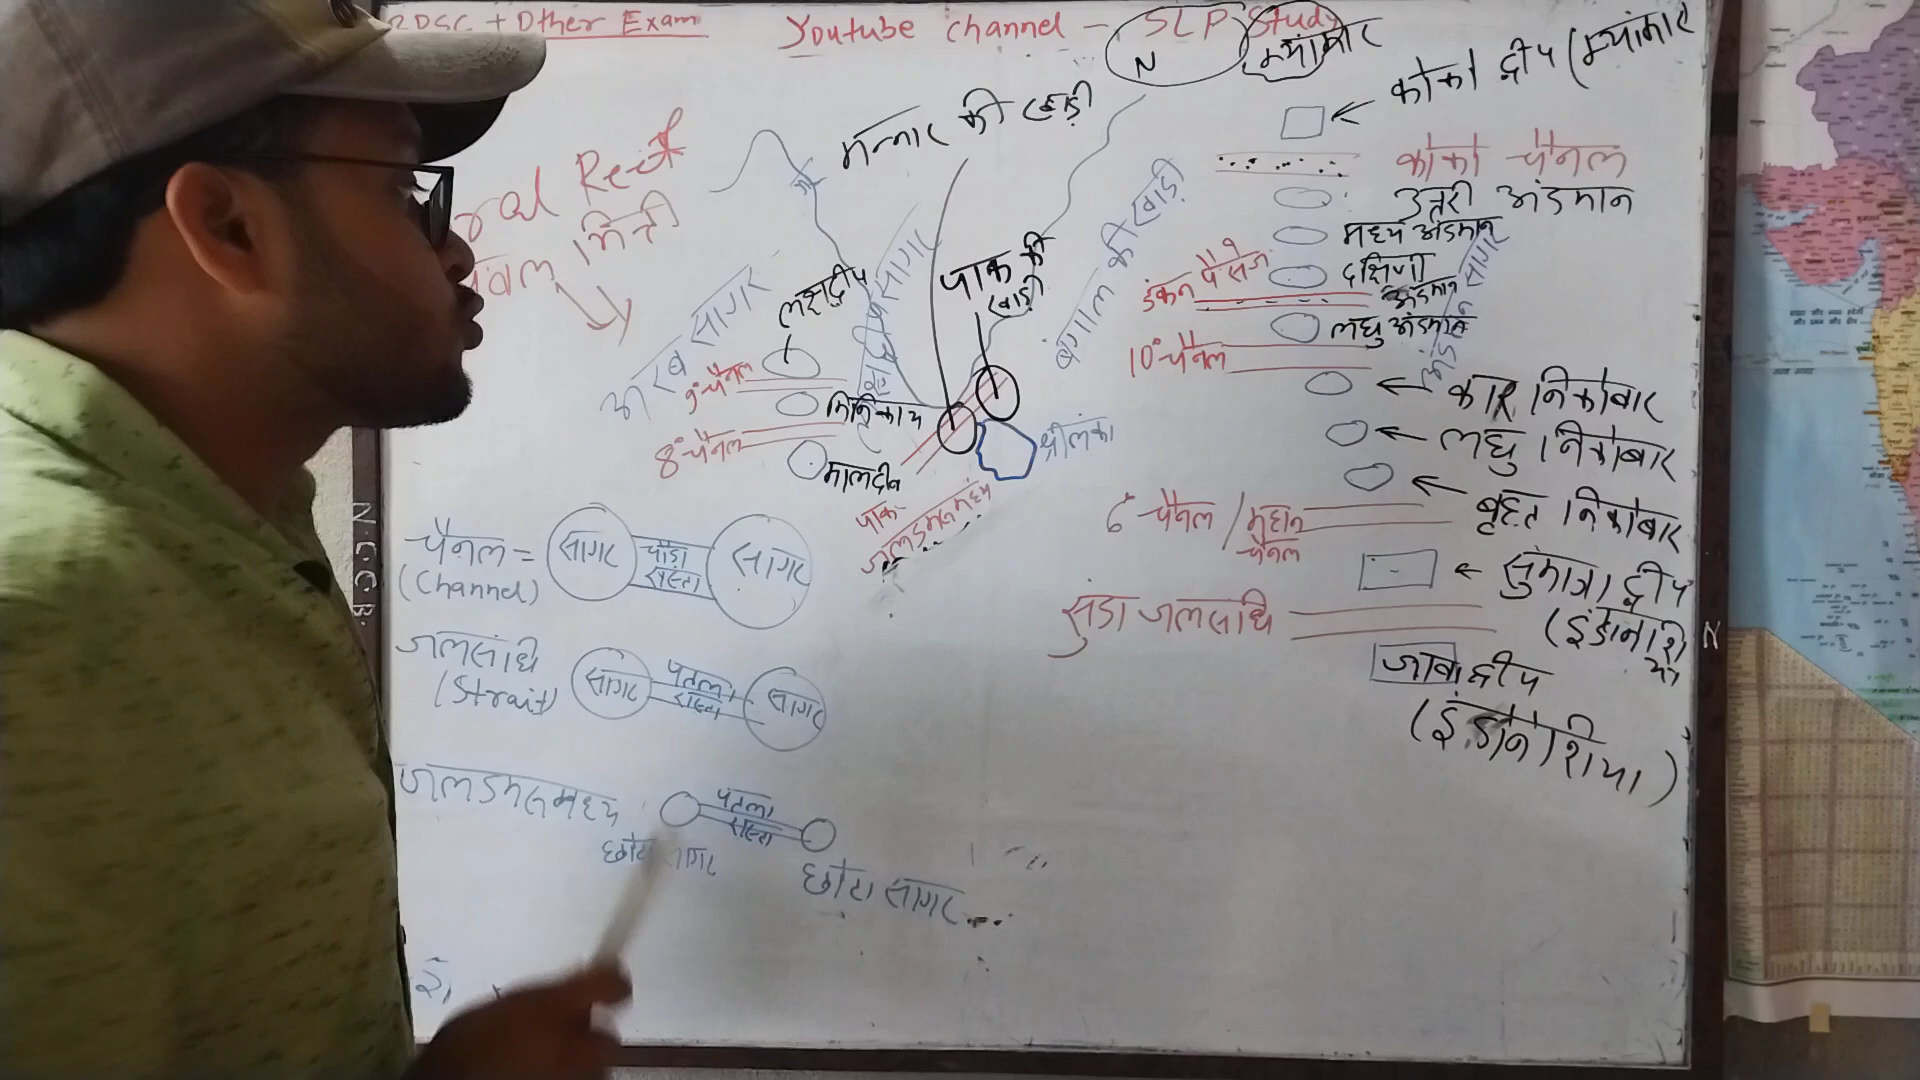 RDSC + Other Exam
Youtube channel - SLP Study
N
म्यांमार
कोको द्वीप (म्यांमार
मन्नार की खाड़ी
कोको चैनल
उत्तरी अंडमान
मध्य अंडमान
oral Reef
भित्ती
डंकन पैसेज
दक्षिणी
अंडमान
लघु अंडमान
10° चैनल
बंगाल की खाड़ी
पाक की
खाड़ी
लक्षद्वीप
अरब सागर
9° चैनल
मिनिकाय
8° चैनल
मालदीव
श्रीलंका
पाक-
जलडमरूमध्य
कार निकोबार
लघु निकोबार
बृहत निकोबार
6° चैनल / महान
चैनल
सुमात्रा द्वीप
(इंडोनेशि
या
सुंडा जलसंधि
जावा द्वीप
(इंडोनेशिया)
चैनल = सागर चौड़ा रास्ता सागर
(Channel)
जलसंधि सागर पतला रास्ता सागर
(Strait)
जलडमरूमध्य पतला रास्ता
छोटा सागर
छोटा सागर
N.C.C.B.
N